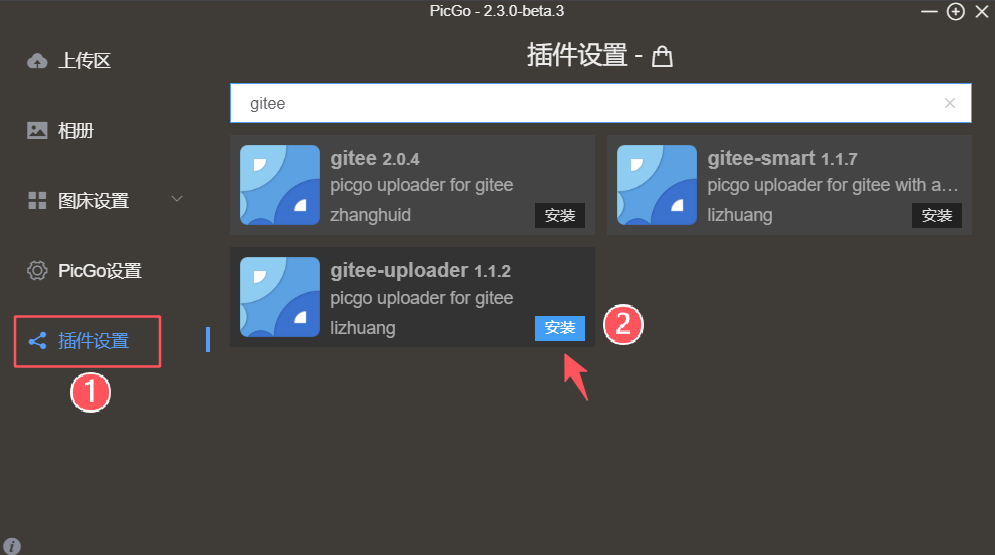 PicGo - 2.3.0-beta.3
上传区
相册
图床设置
PicGo设置
插件设置
1
插件设置 -
gitee
gitee 2.0.4
picgo uploader for gitee
zhanghuid
安装
gitee-smart 1.1.7
picgo uploader for gitee with a...
lizhuang
安装
gitee-uploader 1.1.2
picgo uploader for gitee
lizhuang
安装
2
i